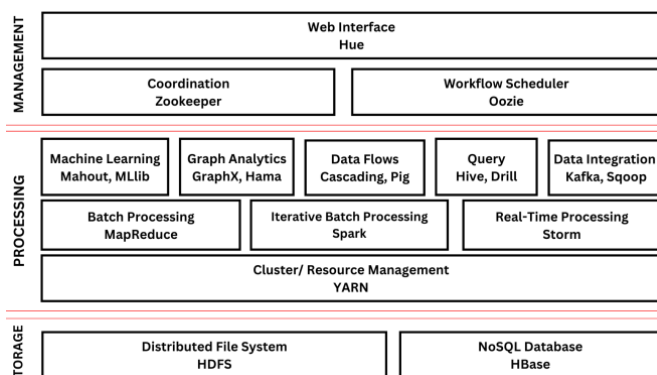 MANAGEMENT
Web Interface
Hue
Coordination
Zookeeper
Workflow Scheduler
Oozie
PROCESSING
Machine Learning
Mahout, MLlib
Graph Analytics
GraphX, Hama
Data Flows
Cascading, Pig
Query
Hive, Drill
Data Integration
Kafka, Sqoop
Batch Processing
MapReduce
Iterative Batch Processing
Spark
Real-Time Processing
Storm
Cluster/ Resource Management
YARN
TORAGE
Distributed File System
HDFS
NoSQL Database
HBase